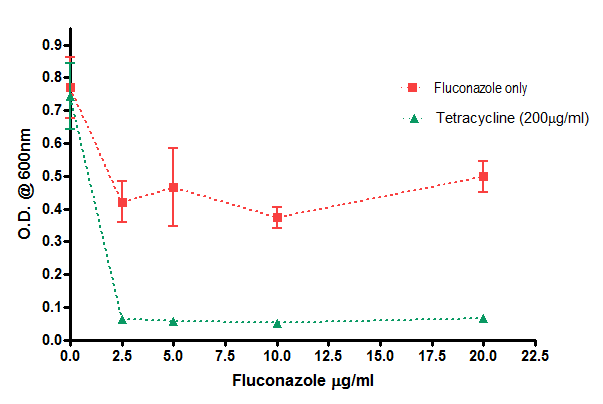 0.9
0.8
0.7
0.6
0.5
0.4
0.3
0.2
0.1
0.0
O.D. @ 600nm
0.0 2.5 5.0 7.5 10.0 12.5 15.0 17.5 20.0 22.5
Fluconazole μg/ml
Fluconazole only
Tetracycline (200μg/ml)